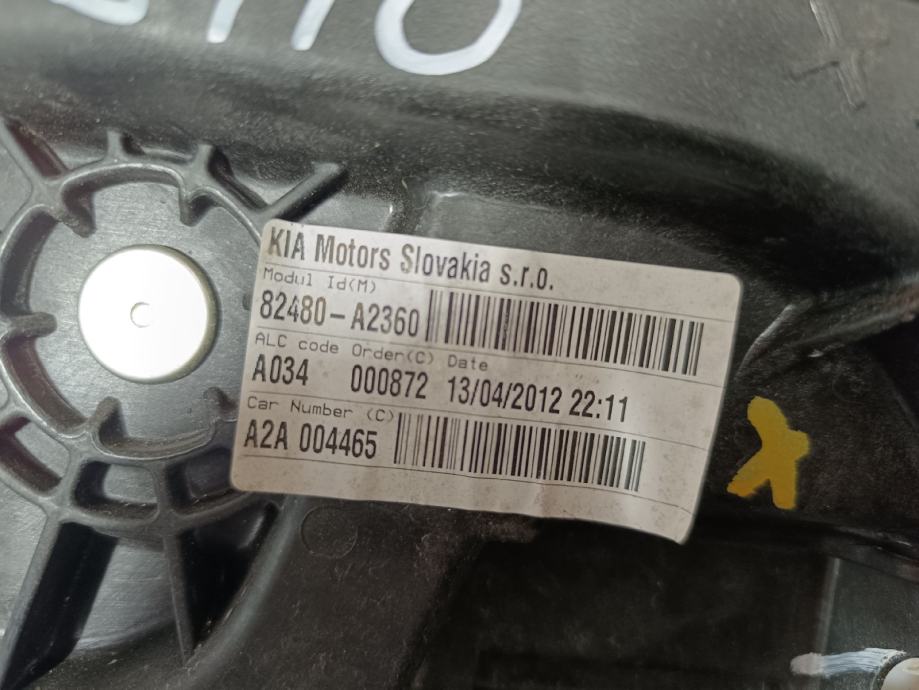 KIA Motors Slovakia s.r.o.
Modul Id(M)
82480-A2360
ALC code Order(C) Date
A034 000872 13/04/2012 22:11
Car Number (C)
A2A 004465